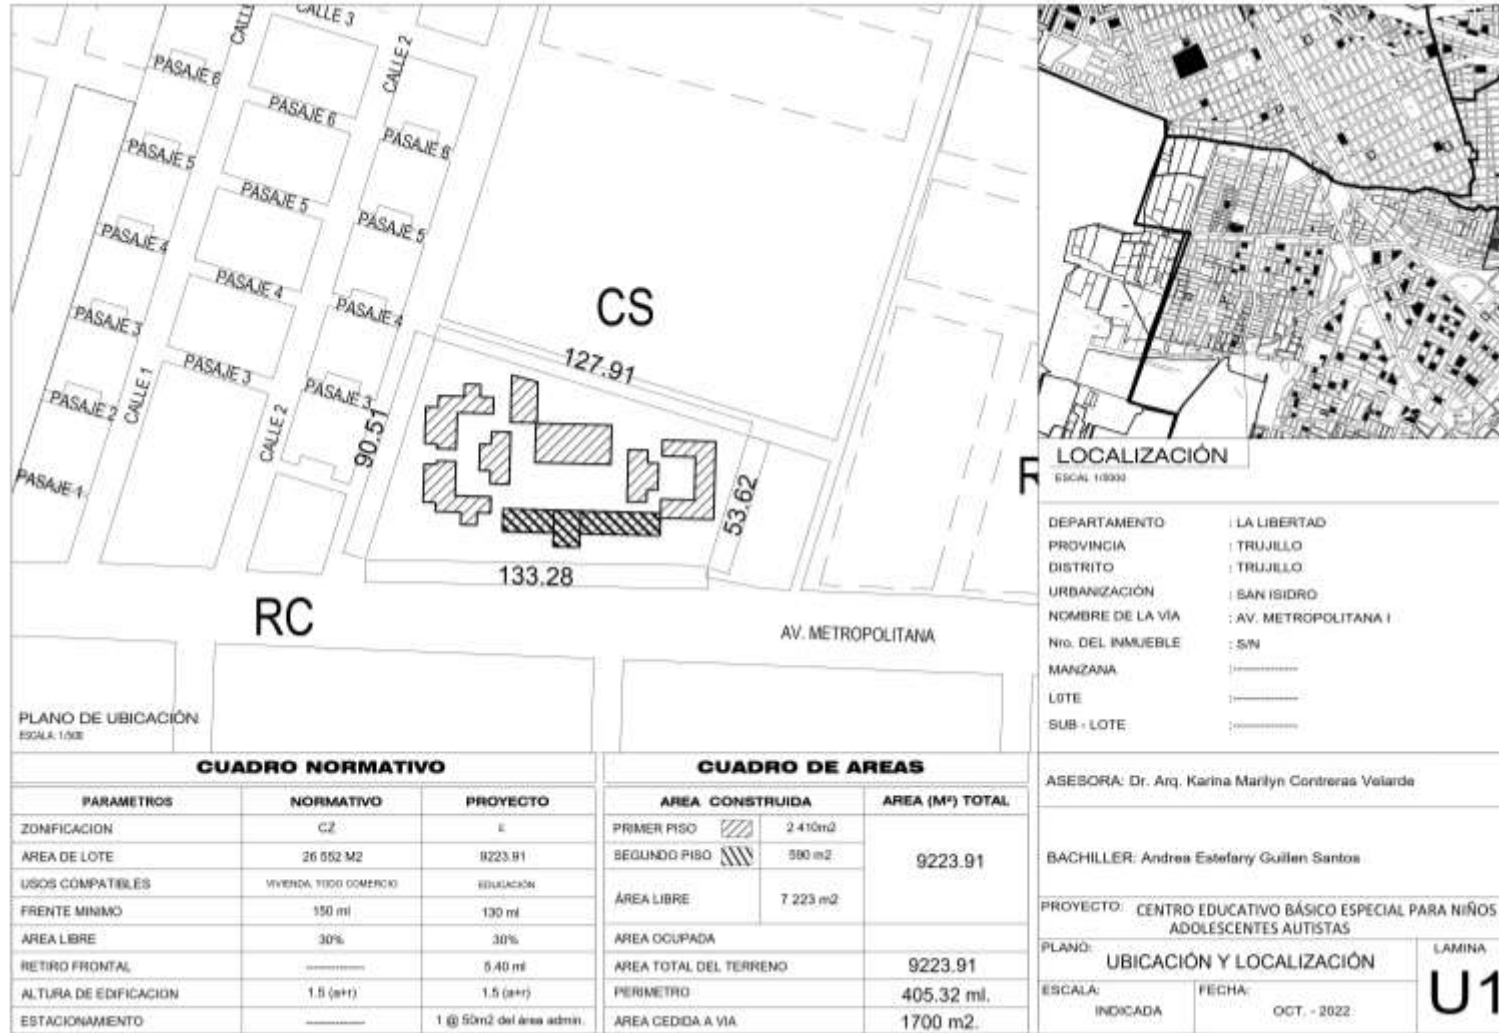 CALLE 3
CALLE
CALLE 2
PASAJE 6
PASAJE 6
PASAJE 6
PASAJE 5
PASAJE 5
PASAJE 5
PASAJE 4
PASAJE 4
PASAJE 4
PASAJE 3
PASAJE 3
PASAJE 3
PASAJE 2
PASAJE 1
CALLE 1
CALLE 2
CS
127.91
90.51
53.62
133.28
RC
R
AV. METROPOLITANA
PLANO DE UBICACIÓN
ESCALA: 1/500
LOCALIZACIÓN
DEPARTAMENTO : LA LIBERTAD
PROVINCIA : TRUJILLO
DISTRITO : TRUJILLO
URBANIZACIÓN : SAN ISIDRO
NOMBRE DE LA VÍA : AV. METROPOLITANA I
Nro. DEL INMUEBLE : S/N
MANZANA :--------------
LOTE :--------------
SUB - LOTE :--------------
CUADRO NORMATIVO
PARAMETROS NORMATIVO PROYECTO
ZONIFICACION CZ E
AREA DE LOTE 26 552 M2 9223.91
USOS COMPATIBLES VIVIENDA, TODO COMERCIO EDUCACIÓN
FRENTE MINIMO 150 ml 130 ml
AREA LIBRE 30% 30%
RETIRO FRONTAL ------------- 5.40 ml
ALTURA DE EDIFICACION 1.5 (a+r) 1.5 (a+r)
ESTACIONAMIENTO ------------- 1 @ 50m2 del área admin.
CUADRO DE AREAS
AREA CONSTRUIDA AREA (M²) TOTAL
PRIMER PISO 2 410m2
SEGUNDO PISO 590 m2
9223.91
ÁREA LIBRE 7 223 m2
AREA OCUPADA
AREA TOTAL DEL TERRENO 9223.91
PERIMETRO 405.32 ml.
AREA CEDIDA A VIA 1700 m2.
ASESORA: Dr. Arq. Karina Marilyn Contreras Velarde
BACHILLER: Andrea Estefany Guillen Santos
PROYECTO: CENTRO EDUCATIVO BÁSICO ESPECIAL PARA NIÑOS
ADOLESCENTES AUTISTAS
PLANO:
UBICACIÓN Y LOCALIZACIÓN
LAMINA
U1
ESCALA:
INDICADA
FECHA:
OCT. - 2022